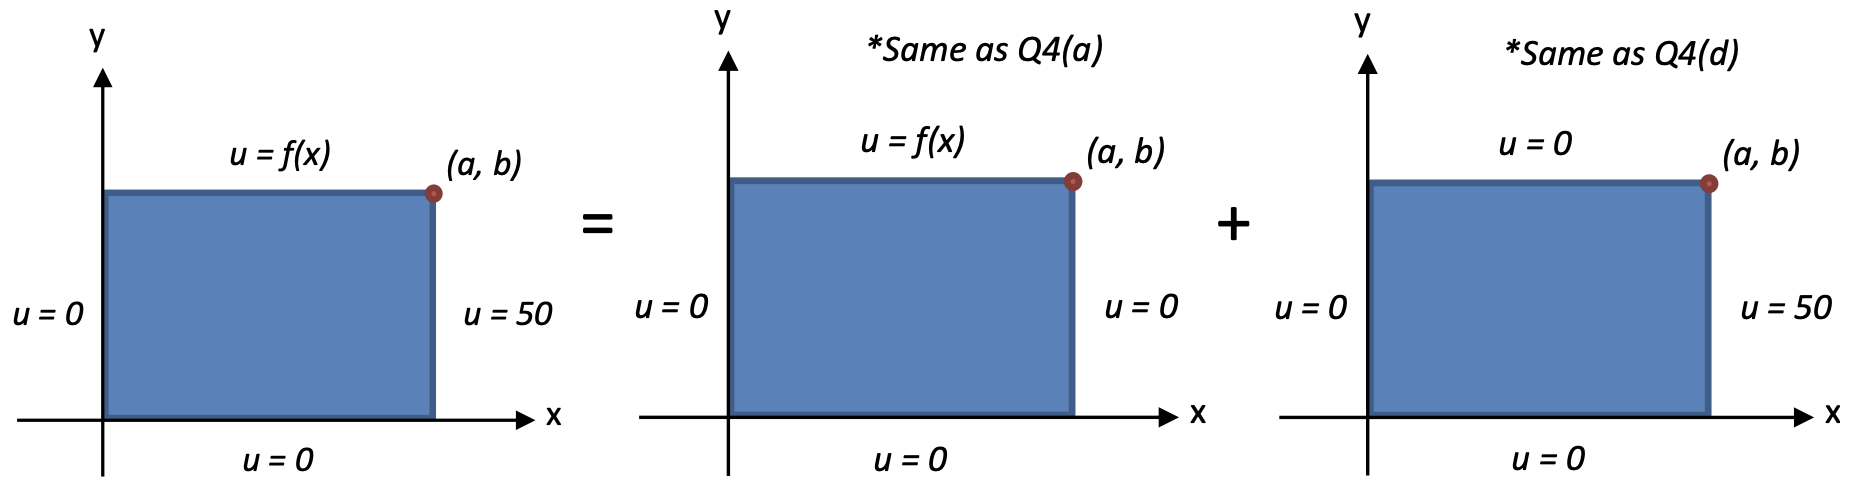 y
u = f(x)
(a, b)
u = 0
u = 50
x
u = 0
=
y
*Same as Q4(a)
u = f(x)
(a, b)
u = 0
u = 0
x
u = 0
+
y
*Same as Q4(d)
u = 0
(a, b)
u = 0
u = 50
x
u = 0